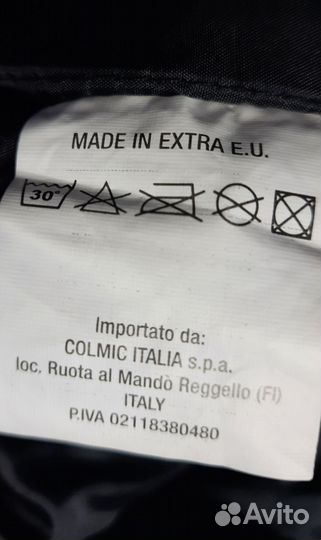 MADE IN EXTRA E.U.
30°
Importato da:
COLMIC ITALIA s.p.a.
loc. Ruota al Mandò Reggello (FI)
ITALY
P.IVA 02118380480
Avito